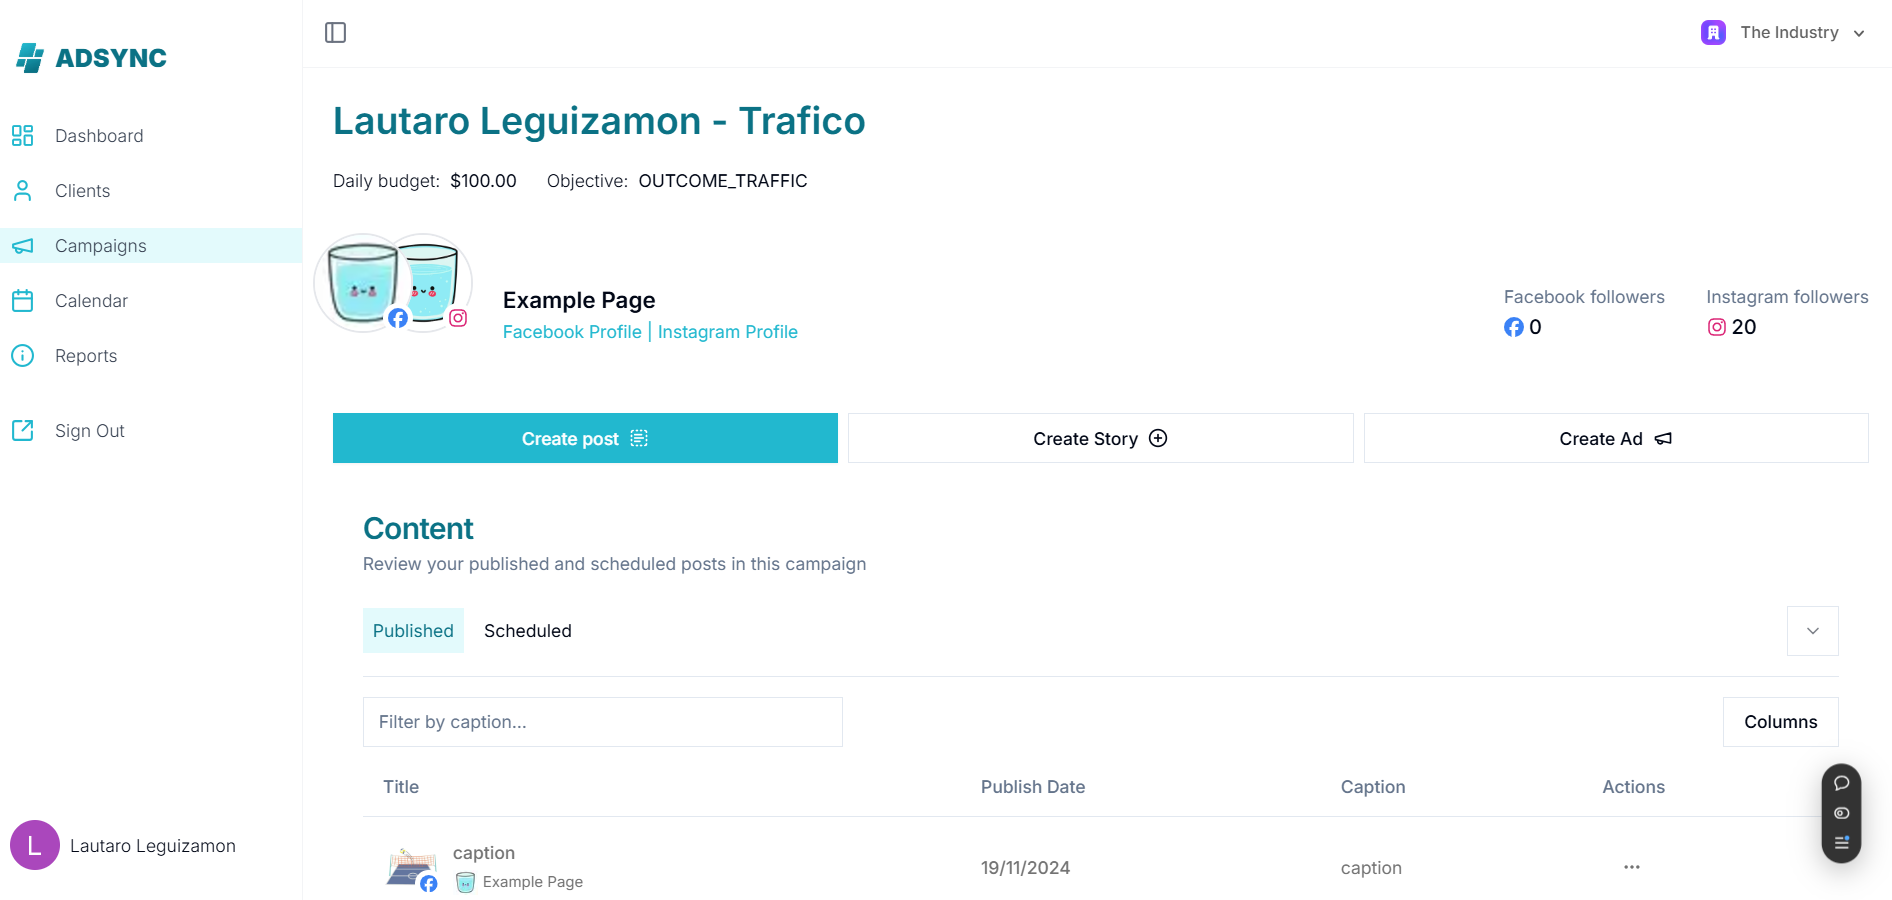 ADSYNC
Dashboard
Clients
Campaigns
Calendar
Reports
Sign Out
L
Lautaro Leguizamon
The Industry
Lautaro Leguizamon - Trafico
Daily budget: $100.00 Objective: OUTCOME_TRAFFIC
Example Page
Facebook Profile | Instagram Profile
Facebook followers
0
Instagram followers
20
Create post
Create Story
Create Ad
Content
Review your published and scheduled posts in this campaign
Published Scheduled
Filter by caption...
Columns
Title Publish Date Caption Actions
caption
Example Page
19/11/2024
caption